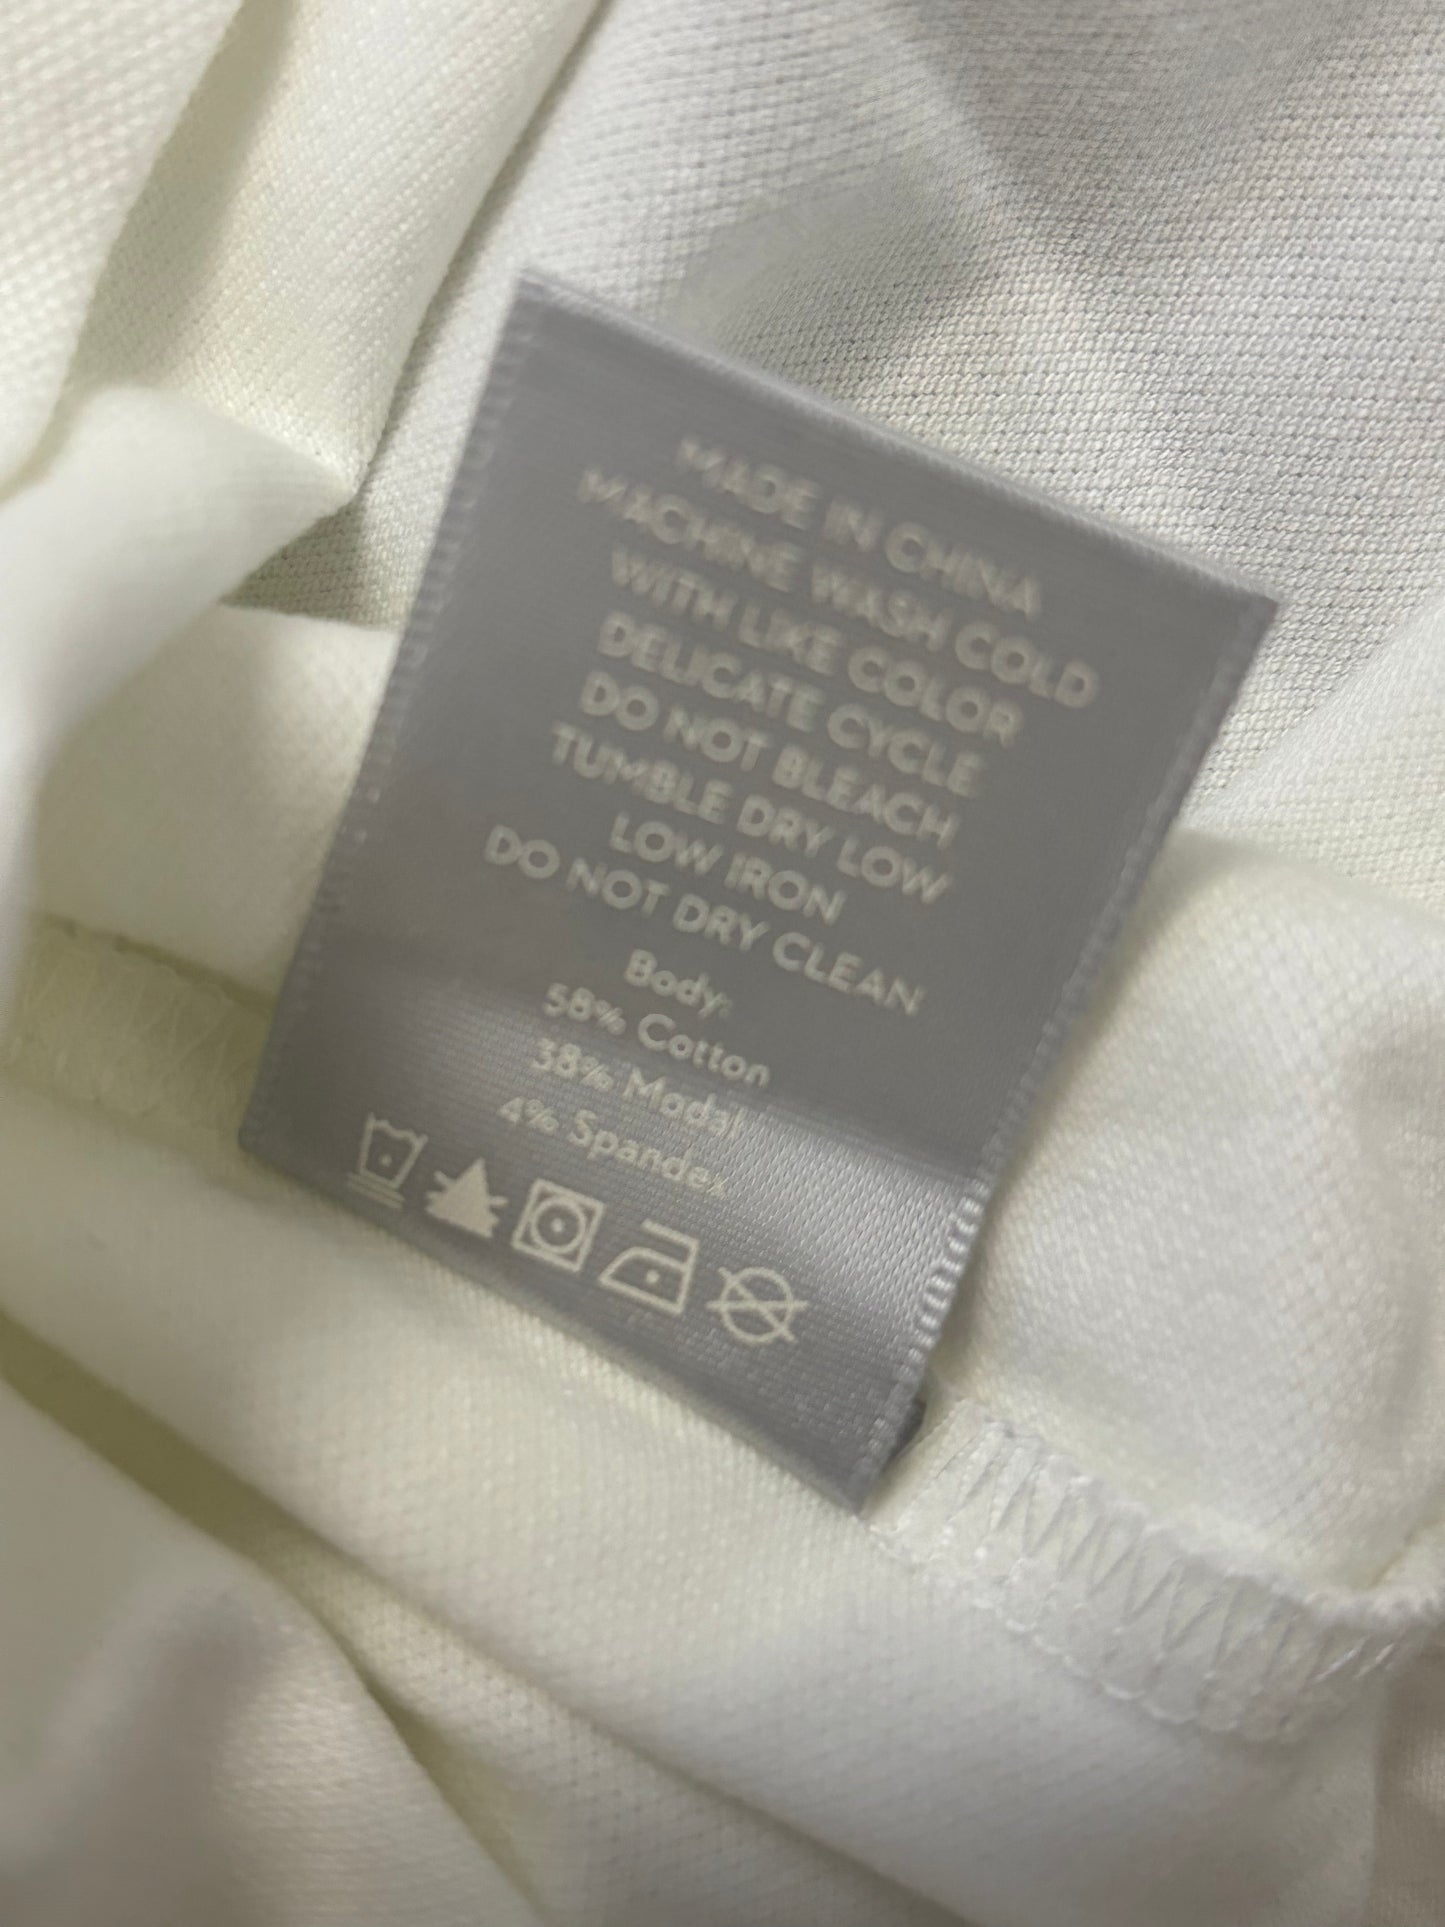 MADE IN CHINA
MACHINE WASH COLD
WITH LIKE COLOR
DELICATE CYCLE
DO NOT BLEACH
TUMBLE DRY LOW
LOW IRON
DO NOT DRY CLEAN
Body:
58% Cotton
38% Modal
4% Spandex